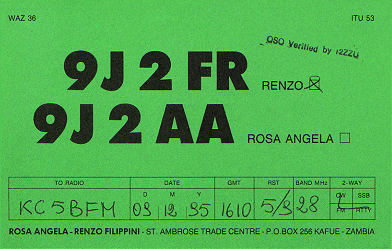 WAZ 36 ITU 53
QSO Verified by I2ZZU
9J 2 FR RENZO
9J 2 AA ROSA ANGELA
TO RADIO DATE GMT RST BAND MHz 2-WAY
D M Y CW SSB
KC5BFM 09 12 95 1610 5/9 28 FM RTTY
ROSA ANGELA - RENZO FILIPPINI - ST. AMBROSE TRADE CENTRE - P.O.BOX 256 KAFUE - ZAMBIA